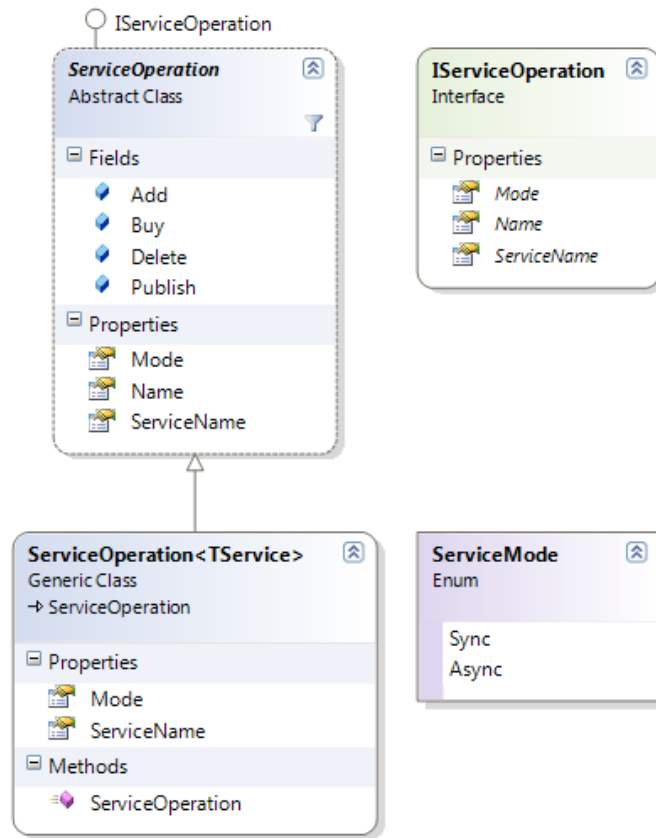 IServiceOperation
ServiceOperation
Abstract Class
Fields
Add
Buy
Delete
Publish
Properties
Mode
Name
ServiceName
IServiceOperation
Interface
Properties
Mode
Name
ServiceName
ServiceOperation<TService>
Generic Class
ServiceOperation
Properties
Mode
ServiceName
Methods
ServiceOperation
ServiceMode
Enum
Sync
Async